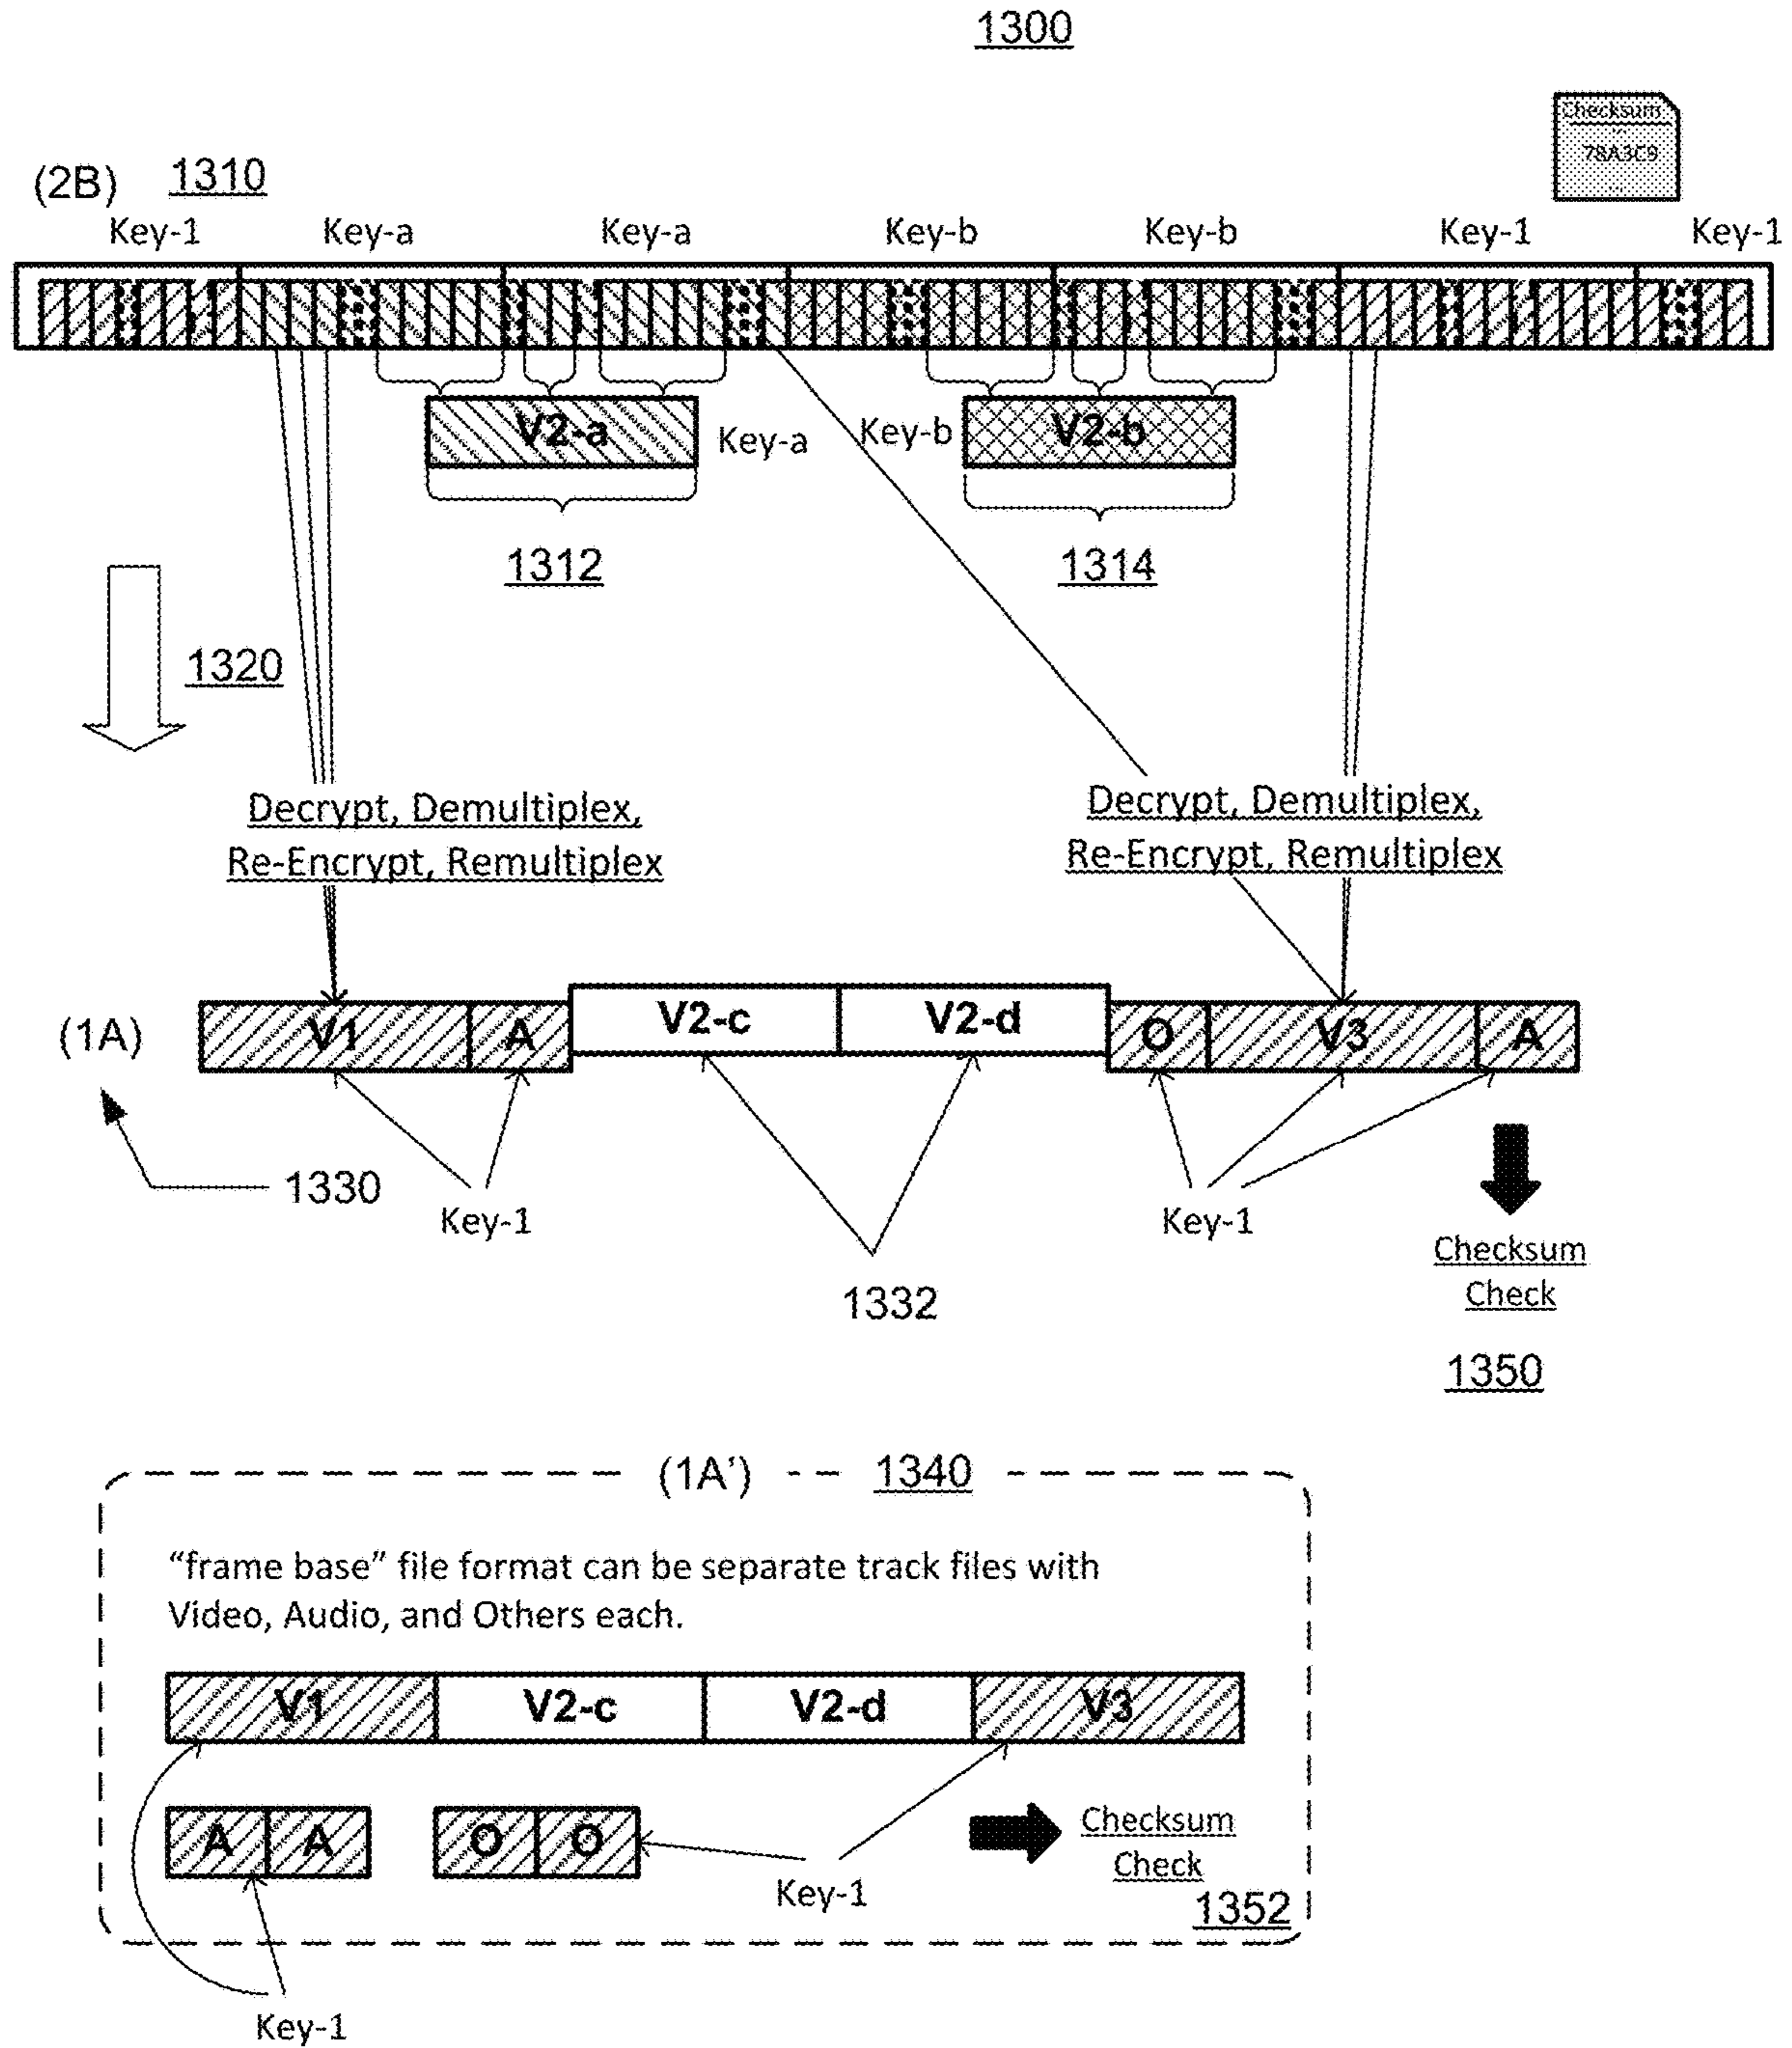 1300
Checksum
78A3C9
(2B) 1310
Key-1 Key-a Key-a Key-b Key-b Key-1 Key-1
V2-a Key-a Key-b V2-b
1312 1314
1320
Decrypt, Demultiplex,
Re-Encrypt, Remultiplex
Decrypt, Demultiplex,
Re-Encrypt, Remultiplex
(1A) V1 A V2-c V2-d O V3 A
1330
Key-1 Key-1
1332
Checksum
Check
1350
(1A') 1340
“frame base” file format can be separate track files with
Video, Audio, and Others each.
V1 V2-c V2-d V3
A A O O
Key-1
Checksum
Check
1352
Key-1